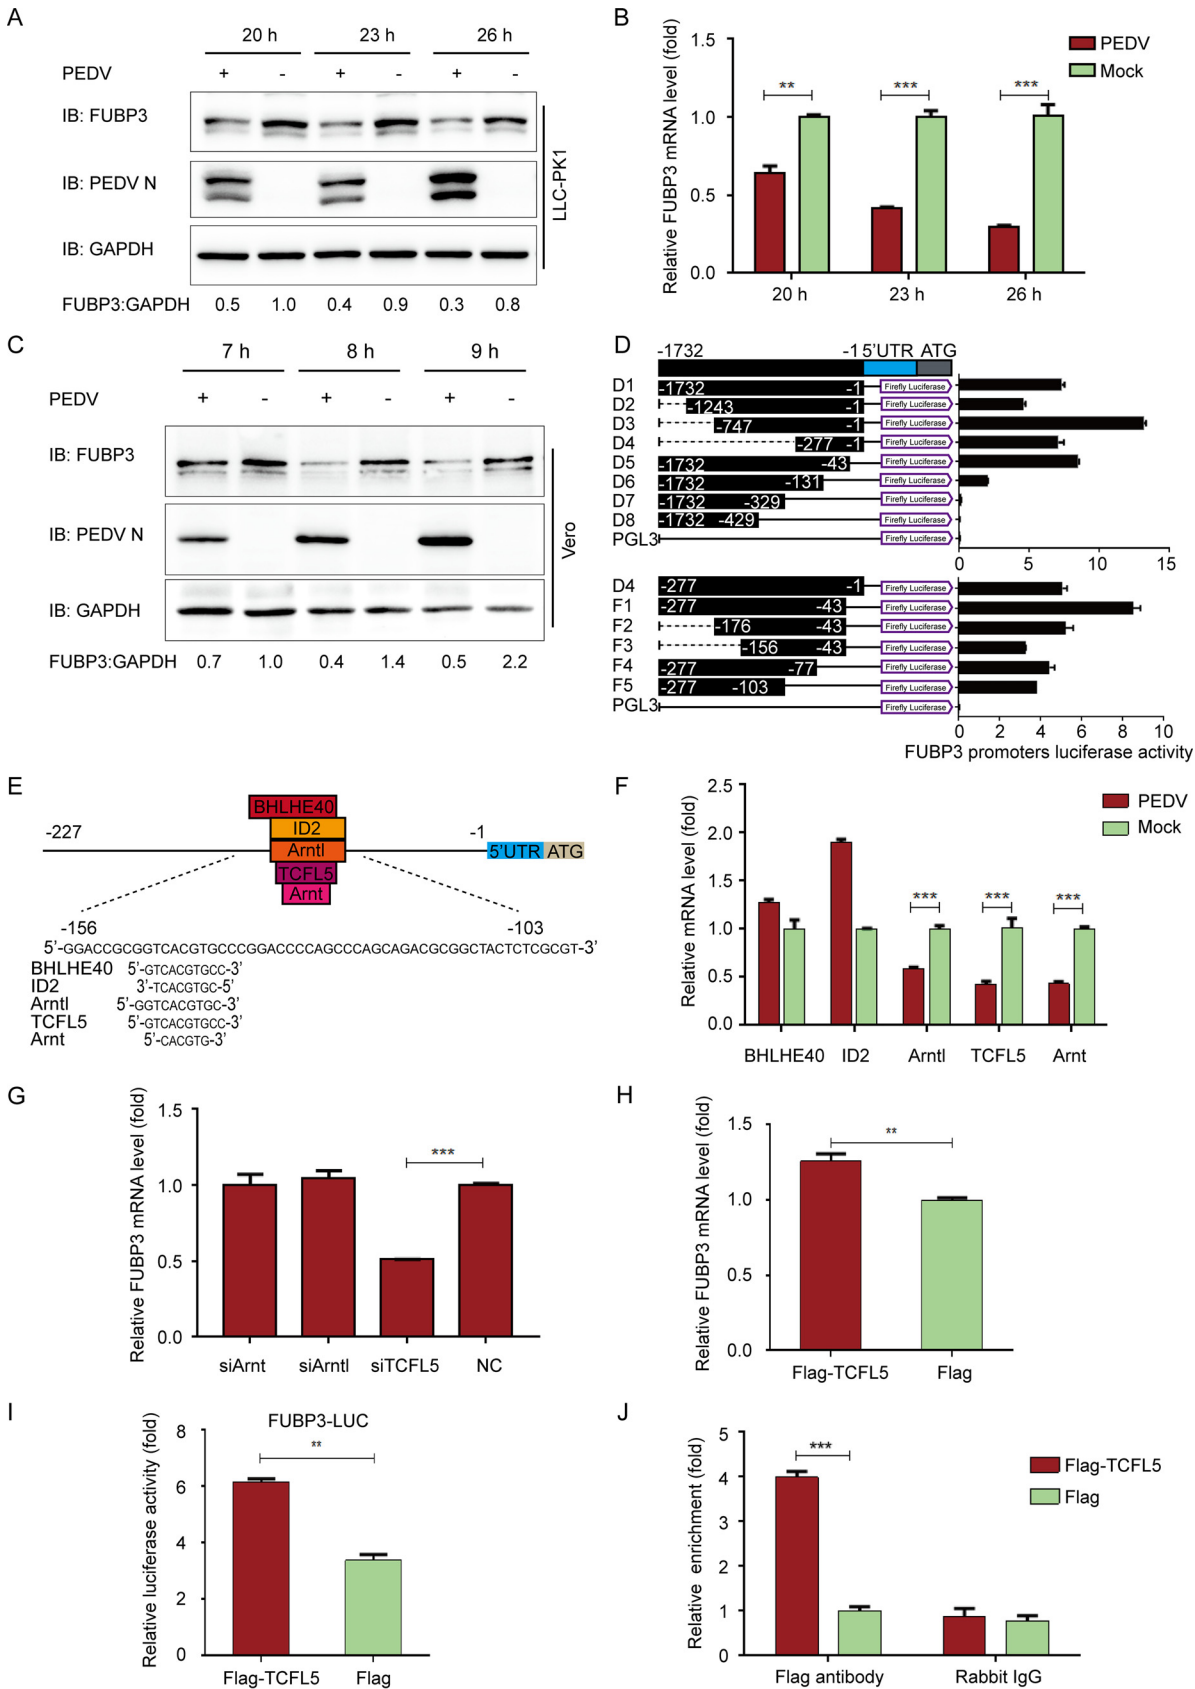 A
20 h 23 h 26 h
PEDV + - + - + -
IB: FUBP3
IB: PEDV N
IB: GAPDH
LLC-PK1
FUBP3:GAPDH 0.5 1.0 0.4 0.9 0.3 0.8
B
Relative FUBP3 mRNA level (fold)
1.5
1.0
0.5
0.0
** *** ***
PEDV
Mock
20 h 23 h 26 h
C
7 h 8 h 9 h
PEDV + - + - + -
IB: FUBP3
IB: PEDV N
IB: GAPDH
Vero
FUBP3:GAPDH 0.7 1.0 0.4 1.4 0.5 2.2
D
-1732 -1 5'UTR ATG
D1 -1732 -1 Firefly Luciferase
D2 -1243 -1 Firefly Luciferase
D3 -747 -1 Firefly Luciferase
D4 -277 -1 Firefly Luciferase
D5 -1732 -43 Firefly Luciferase
D6 -1732 -131 Firefly Luciferase
D7 -1732 -329 Firefly Luciferase
D8 -1732 -429 Firefly Luciferase
PGL3 Firefly Luciferase
0 5 10 15
D4 -277 -1 Firefly Luciferase
F1 -277 -43 Firefly Luciferase
F2 -176 -43 Firefly Luciferase
F3 -156 -43 Firefly Luciferase
F4 -277 -77 Firefly Luciferase
F5 -277 -103 Firefly Luciferase
PGL3 Firefly Luciferase
0 2 4 6 8 10
FUBP3 promoters luciferase activity
E
BHLHE40
ID2
-227 Arntl -1 5'UTR ATG
TCFL5
Arnt
-156 -103
5'-GGACCGCGGTCACGTGCCCGGACCCCAGCCCAGCAGACGCGGCTACTCTCGCGT-3'
BHLHE40 5'-GTCACGTGCC-3'
ID2 3'-TCACGTGC-5'
Arntl 5'-GGTCACGTGC-3'
TCFL5 5'-GTCACGTGCC-3'
Arnt 5'-CACGTG-3'
F
Relative mRNA level (fold)
2.5
2.0
1.5
1.0
0.5
0.0
*** *** ***
PEDV
Mock
BHLHE40 ID2 Arntl TCFL5 Arnt
G
Relative FUBP3 mRNA level (fold)
1.5
1.0
0.5
0.0
***
siArnt siArntl siTCFL5 NC
H
Relative FUBP3 mRNA level (fold)
1.5
1.0
0.5
0.0
**
Flag-TCFL5 Flag
I
FUBP3-LUC
Relative luciferase activity (fold)
8
6
4
2
0
**
Flag-TCFL5 Flag
J
Relative enrichment (fold)
5
4
3
2
1
0
***
Flag-TCFL5
Flag
Flag antibody Rabbit IgG